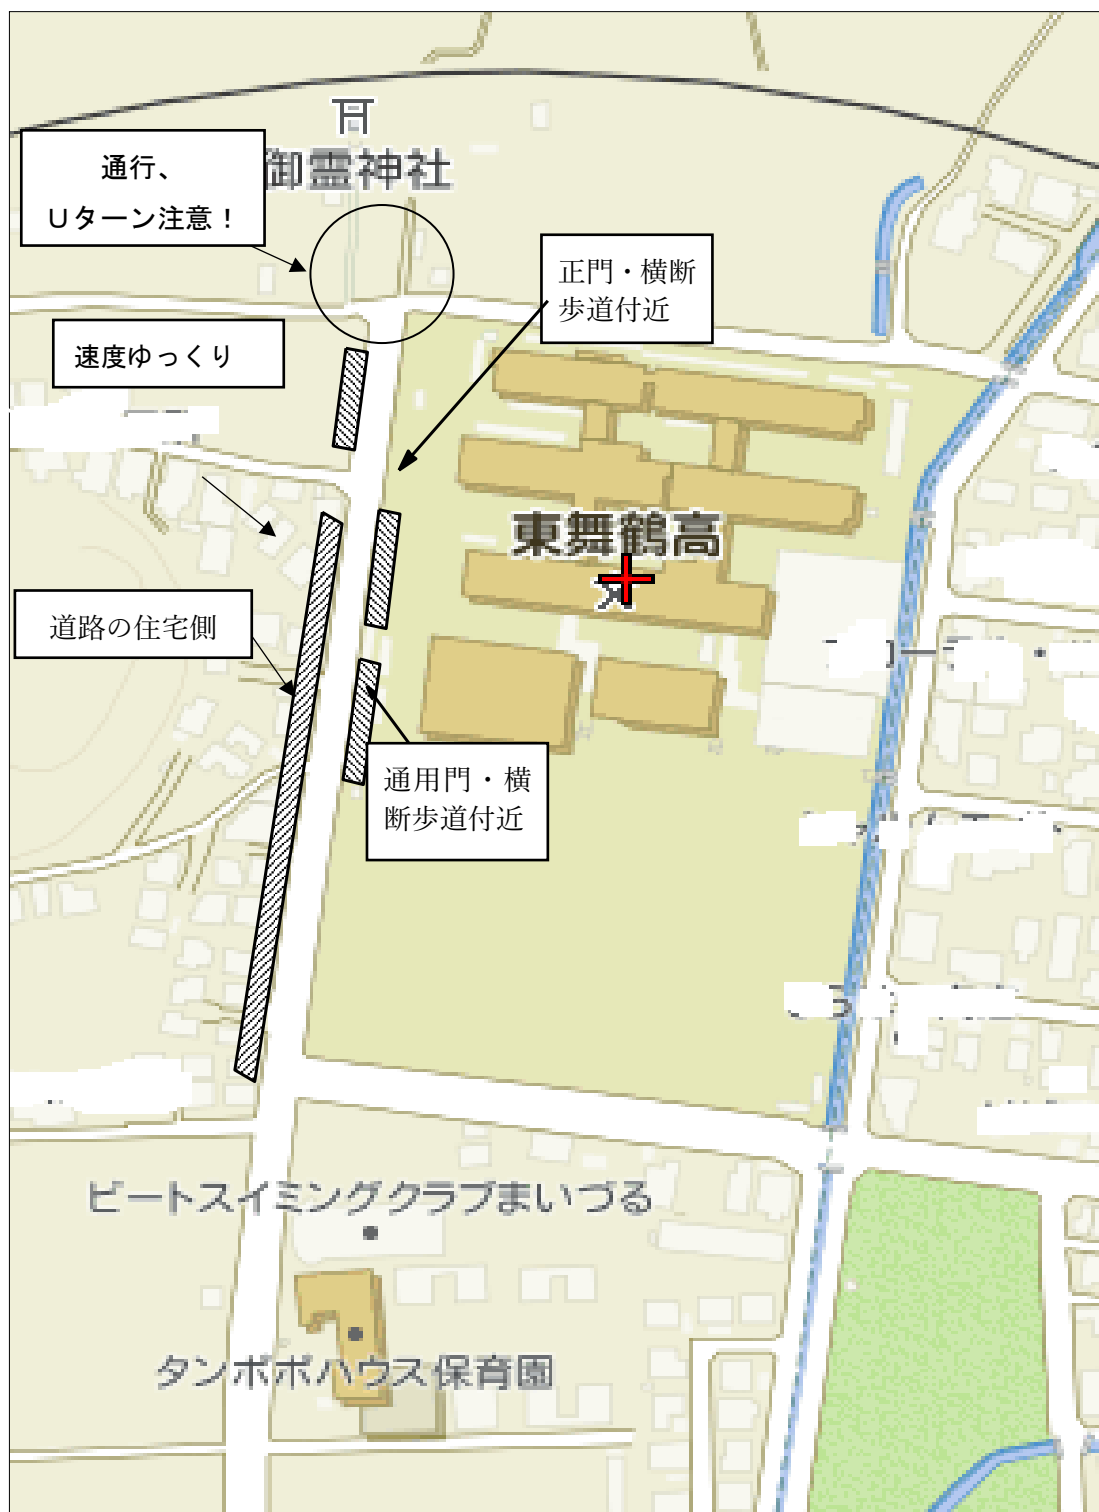 御霊神社
通行、
Uターン注意！
正門・横断
歩道付近
速度ゆっくり
東舞鶴高
道路の住宅側
通用門・横
断歩道付近
ビートスイミングクラブまいづる
タンポポハウス保育園